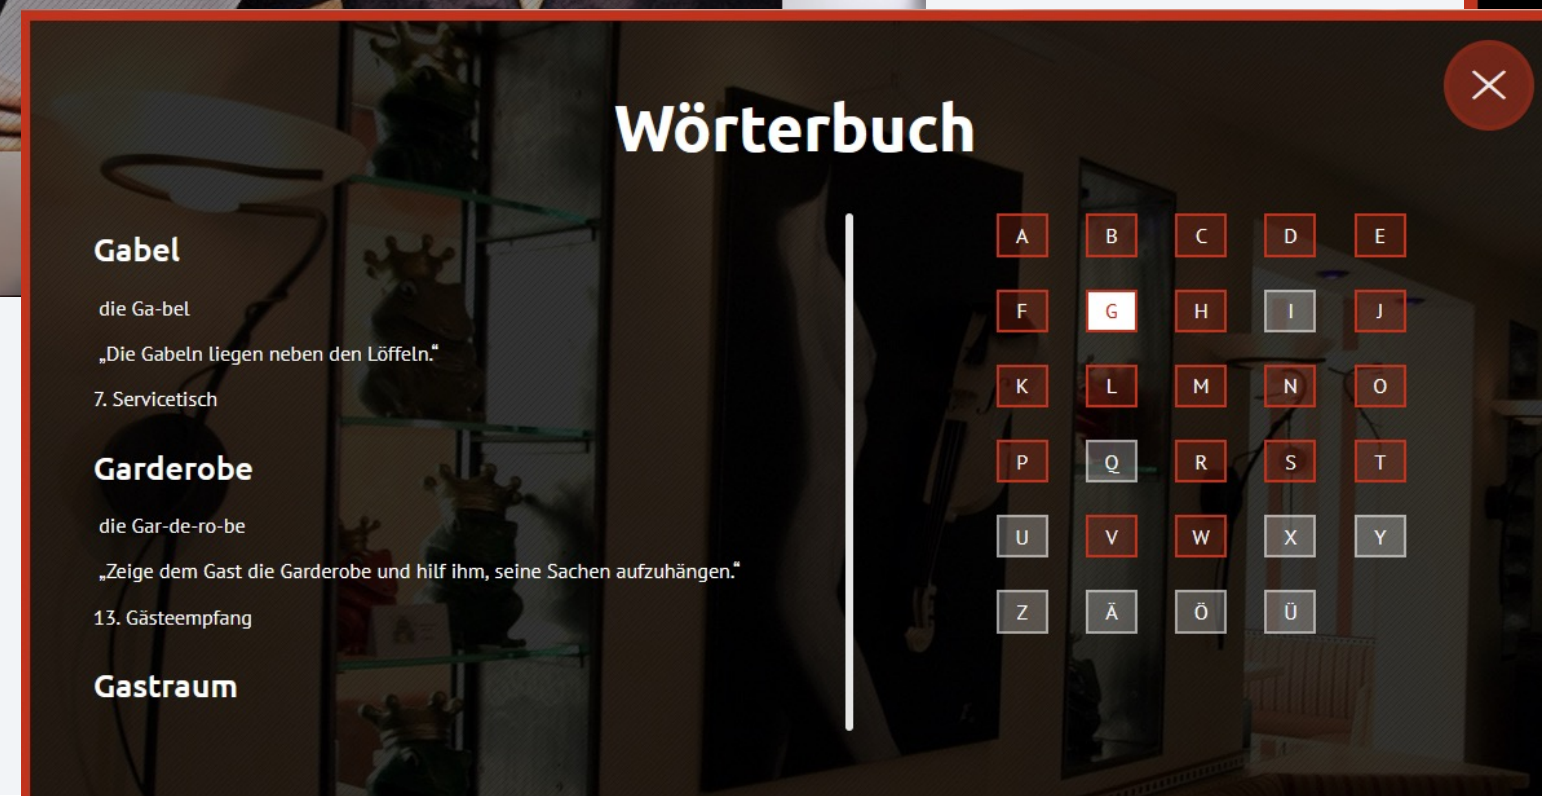 Wörterbuch
Gabel
die Ga-bel
„Die Gabeln liegen neben den Löffeln.“
7. Servicetisch
Garderobe
die Gar-de-ro-be
„Zeige dem Gast die Garderobe und hilf ihm, seine Sachen aufzuhängen.“
13. Gästeempfang
Gastraum
A B C D E
F G H I J
K L M N O
P Q R S T
U V W X Y
Z Ä Ö Ü